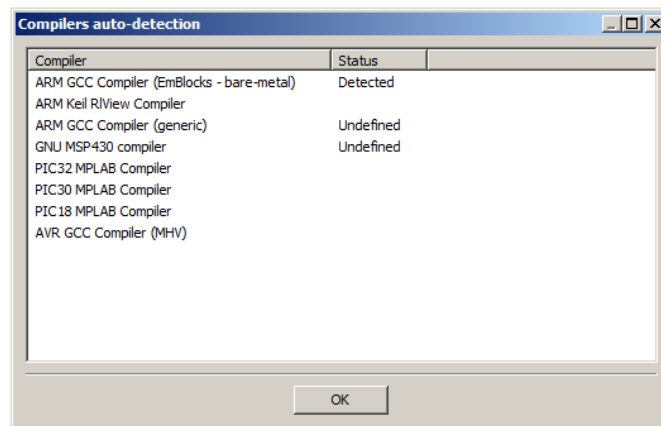 Compilers auto-detection
Compiler Status
ARM GCC Compiler (EmBlocks - bare-metal) Detected
ARM Keil RlView Compiler
ARM GCC Compiler (generic) Undefined
GNU MSP430 compiler Undefined
PIC32 MPLAB Compiler
PIC30 MPLAB Compiler
PIC18 MPLAB Compiler
AVR GCC Compiler (MHV)
OK